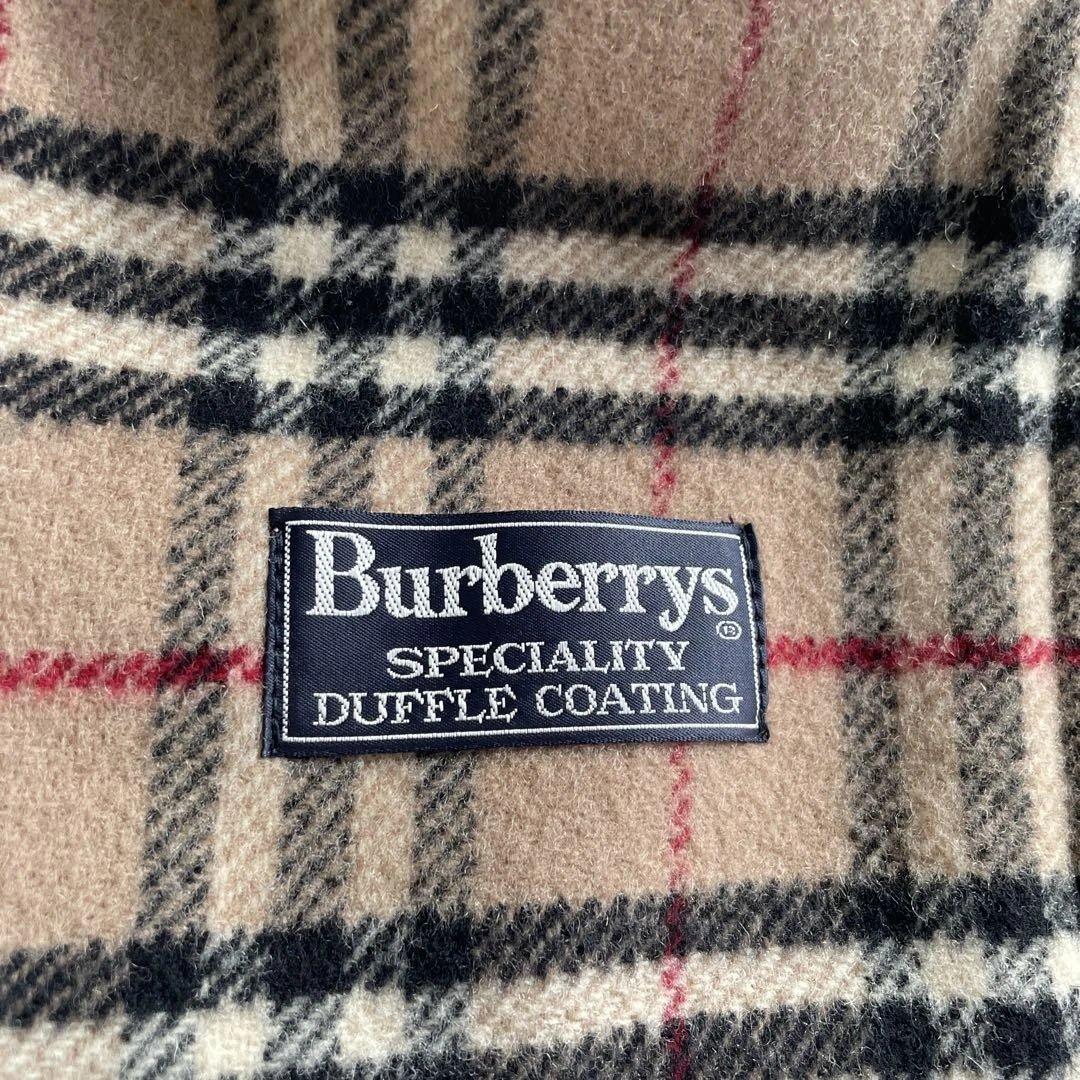 Burberrys
®
SPECIALITY
DUFFLE COATING